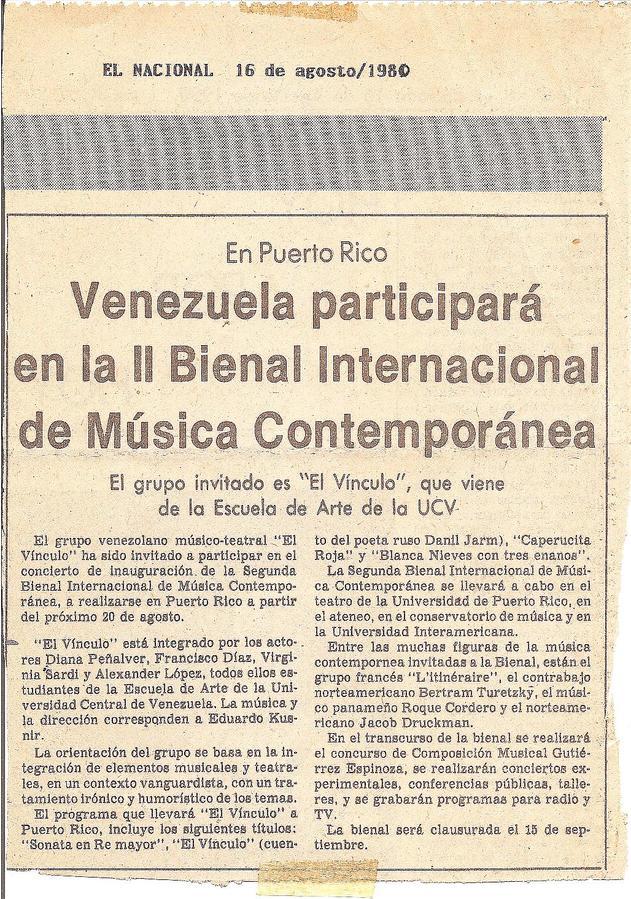 EL NACIONAL 16 de agosto/1980
En Puerto Rico
Venezuela participará
en la II Bienal Internacional
de Música Contemporánea
El grupo invitado es "El Vínculo", que viene
de la Escuela de Arte de la UCV
El grupo venezolano músico-teatral "El
Vínculo" ha sido invitado a participar en el
concierto de inauguración de la Segunda
Bienal Internacional de Música Contempo-
ránea, a realizarse en Puerto Rico a partir
del próximo 20 de agosto.
"El Vínculo" está integrado por los acto-
res Diana Peñalver, Francisco Díaz, Virgi-
nia Sardi y Alexander López, todos ellos es-
tudiantes de la Escuela de Arte de la Uni-
versidad Central de Venezuela. La música y
la dirección corresponden a Eduardo Kus-
nir.
La orientación del grupo se basa en la in-
tegración de elementos musicales y teatra-
les, en un contexto vanguardista, con un tra-
tamiento irónico y humorístico de los temas.
El programa que llevará "El Vínculo" a
Puerto Rico, incluye los siguientes títulos:
"Sonata en Re mayor", "El Vínculo" (cuen-
to del poeta ruso Danil Jarm), "Caperucita
Roja" y "Blanca Nieves con tres enanos".
La Segunda Bienal Internacional de Músi-
ca Contemporánea se llevará a cabo en el
teatro de la Universidad de Puerto Rico, en
el ateneo, en el conservatorio de música y en
la Universidad Interamericana.
Entre las muchas figuras de la música
contempornea invitadas a la Bienal, están el
grupo francés "L'itinéraire", el contrabajo
norteamericano Bertram Turetzky, el músi-
co panameño Roque Cordero y el norteame-
ricano Jacob Druckman.
En el transcurso de la bienal se realizará
el concurso de Composición Musical Gutié-
rrez Espinoza, se realizarán conciertos ex-
perimentales, conferencias públicas, talle-
res, y se grabarán programas para radio y
TV.
La bienal será clausurada el 15 de sep-
tiembre.